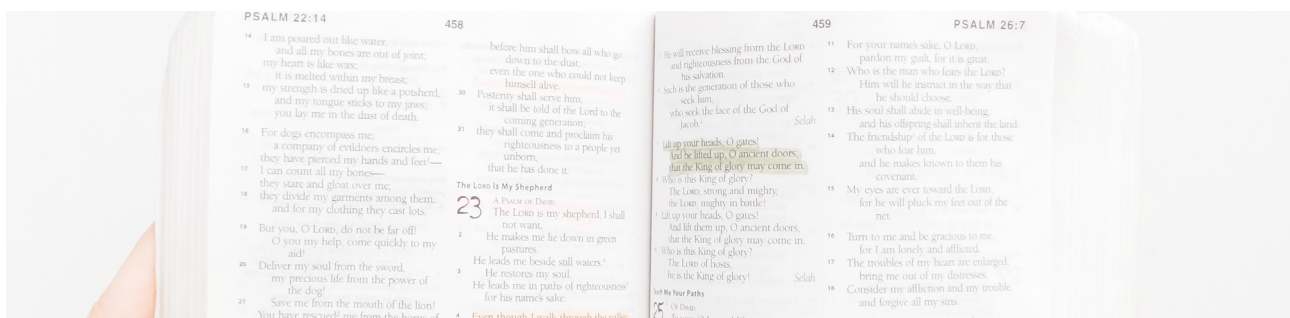 PSALM 22:14
458
14 I am poured out like water,
and all my bones are out of joint;
my heart is like wax;
it is melted within my breast;
15 my strength is dried up like a potsherd,
and my tongue sticks to my jaws;
you lay me in the dust of death.
16 For dogs encompass me;
a company of evildoers encircles me;
they have pierced my hands and feet—
17 I can count all my bones—
they stare and gloat over me;
18 they divide my garments among them,
and for my clothing they cast lots.
19 But you, O LORD, do not be far off!
O you my help, come quickly to my
aid!
20 Deliver my soul from the sword,
my precious life from the power of
the dog!
21 Save me from the mouth of the lion!
You have rescued me from the horns of
before him shall bow all who go
down to the dust,
even the one who could not keep
himself alive.
30 Posterity shall serve him;
it shall be told of the Lord to the
coming generation;
31 they shall come and proclaim his
righteousness to a people yet
unborn,
that he has done it.
The LORD Is My Shepherd
23 A PSALM OF DAVID.
The LORD is my shepherd; I shall
not want.
2 He makes me lie down in green
pastures.
He leads me beside still waters.
3 He restores my soul.
He leads me in paths of righteousness
for his name's sake.
4 Even though I walk through the valley
459
PSALM 26:7
He will receive blessing from the LORD
and righteousness from the God of
his salvation.
Such is the generation of those who
seek him,
who seek the face of the God of
Jacob.
Selah
Lift up your heads, O gates!
And be lifted up, O ancient doors,
that the King of glory may come in.
Who is this King of glory?
The LORD, strong and mighty,
the LORD, mighty in battle!
Lift up your heads, O gates!
And lift them up, O ancient doors,
that the King of glory may come in.
Who is this King of glory?
The LORD of hosts,
he is the King of glory!
Selah
Me Your Paths
OF DAVID.
11 For your name's sake, O LORD,
pardon my guilt, for it is great.
12 Who is the man who fears the LORD?
Him will he instruct in the way that
he should choose.
13 His soul shall abide in well-being,
and his offspring shall inherit the land.
14 The friendship of the LORD is for those
who fear him,
and he makes known to them his
covenant.
15 My eyes are ever toward the LORD,
for he will pluck my feet out of the
net.
16 Turn to me and be gracious to me,
for I am lonely and afflicted.
17 The troubles of my heart are enlarged;
bring me out of my distresses.
18 Consider my affliction and my trouble,
and forgive all my sins.